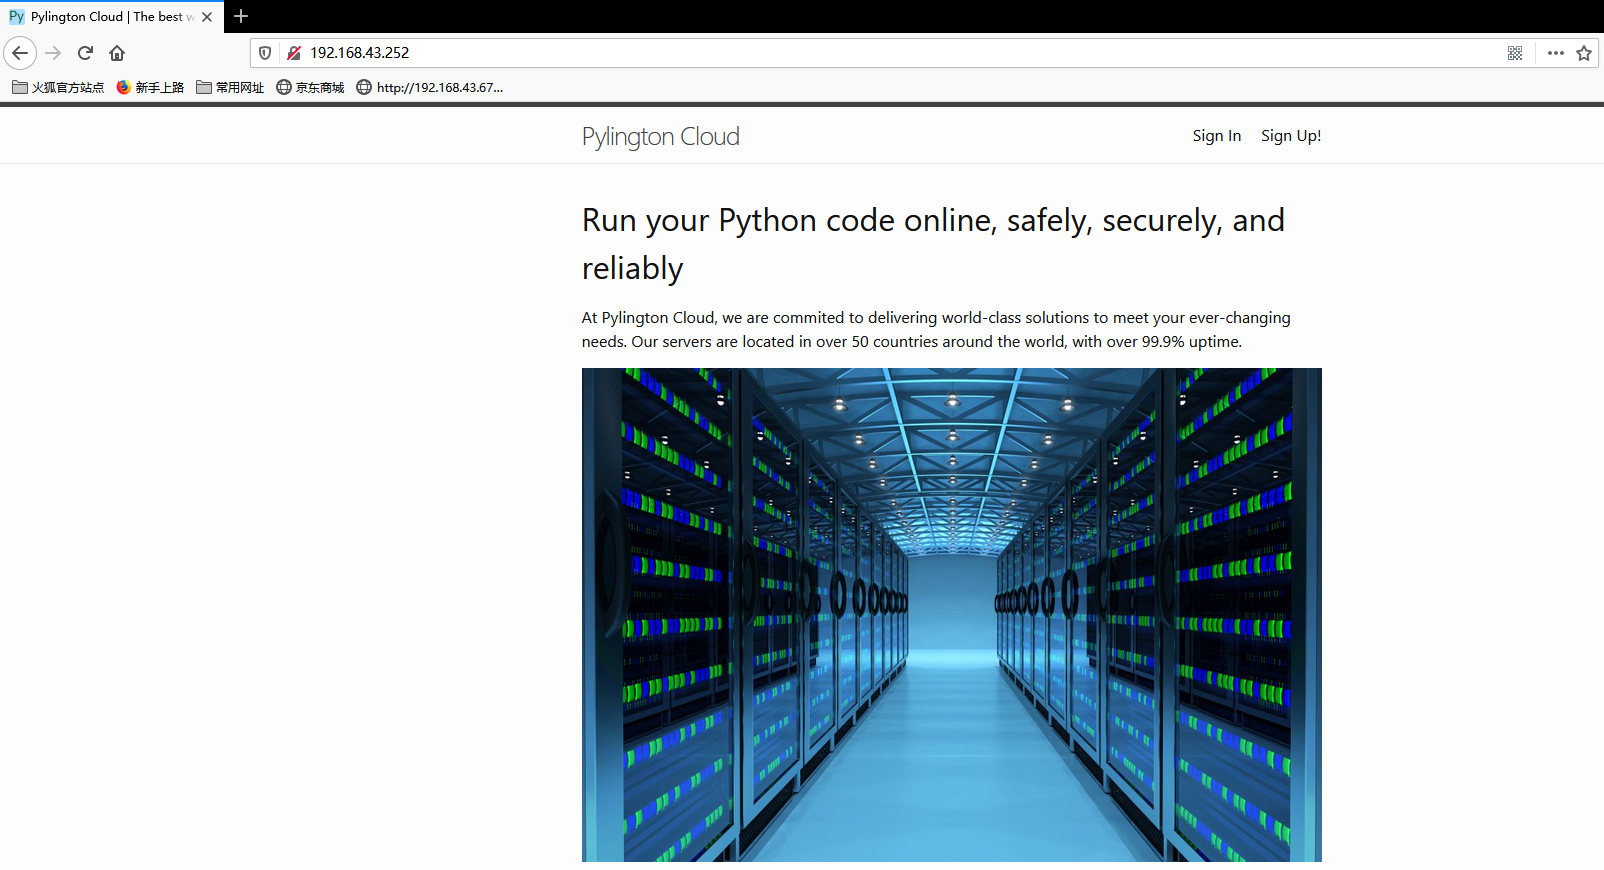 Py Pylington Cloud | The best w
192.168.43.252
火狐官方站点 新手上路 常用网址 京东商城 http://192.168.43.67...
Pylington Cloud Sign In Sign Up!
Run your Python code online, safely, securely, and
reliably
At Pylington Cloud, we are commited to delivering world-class solutions to meet your ever-changing
needs. Our servers are located in over 50 countries around the world, with over 99.9% uptime.